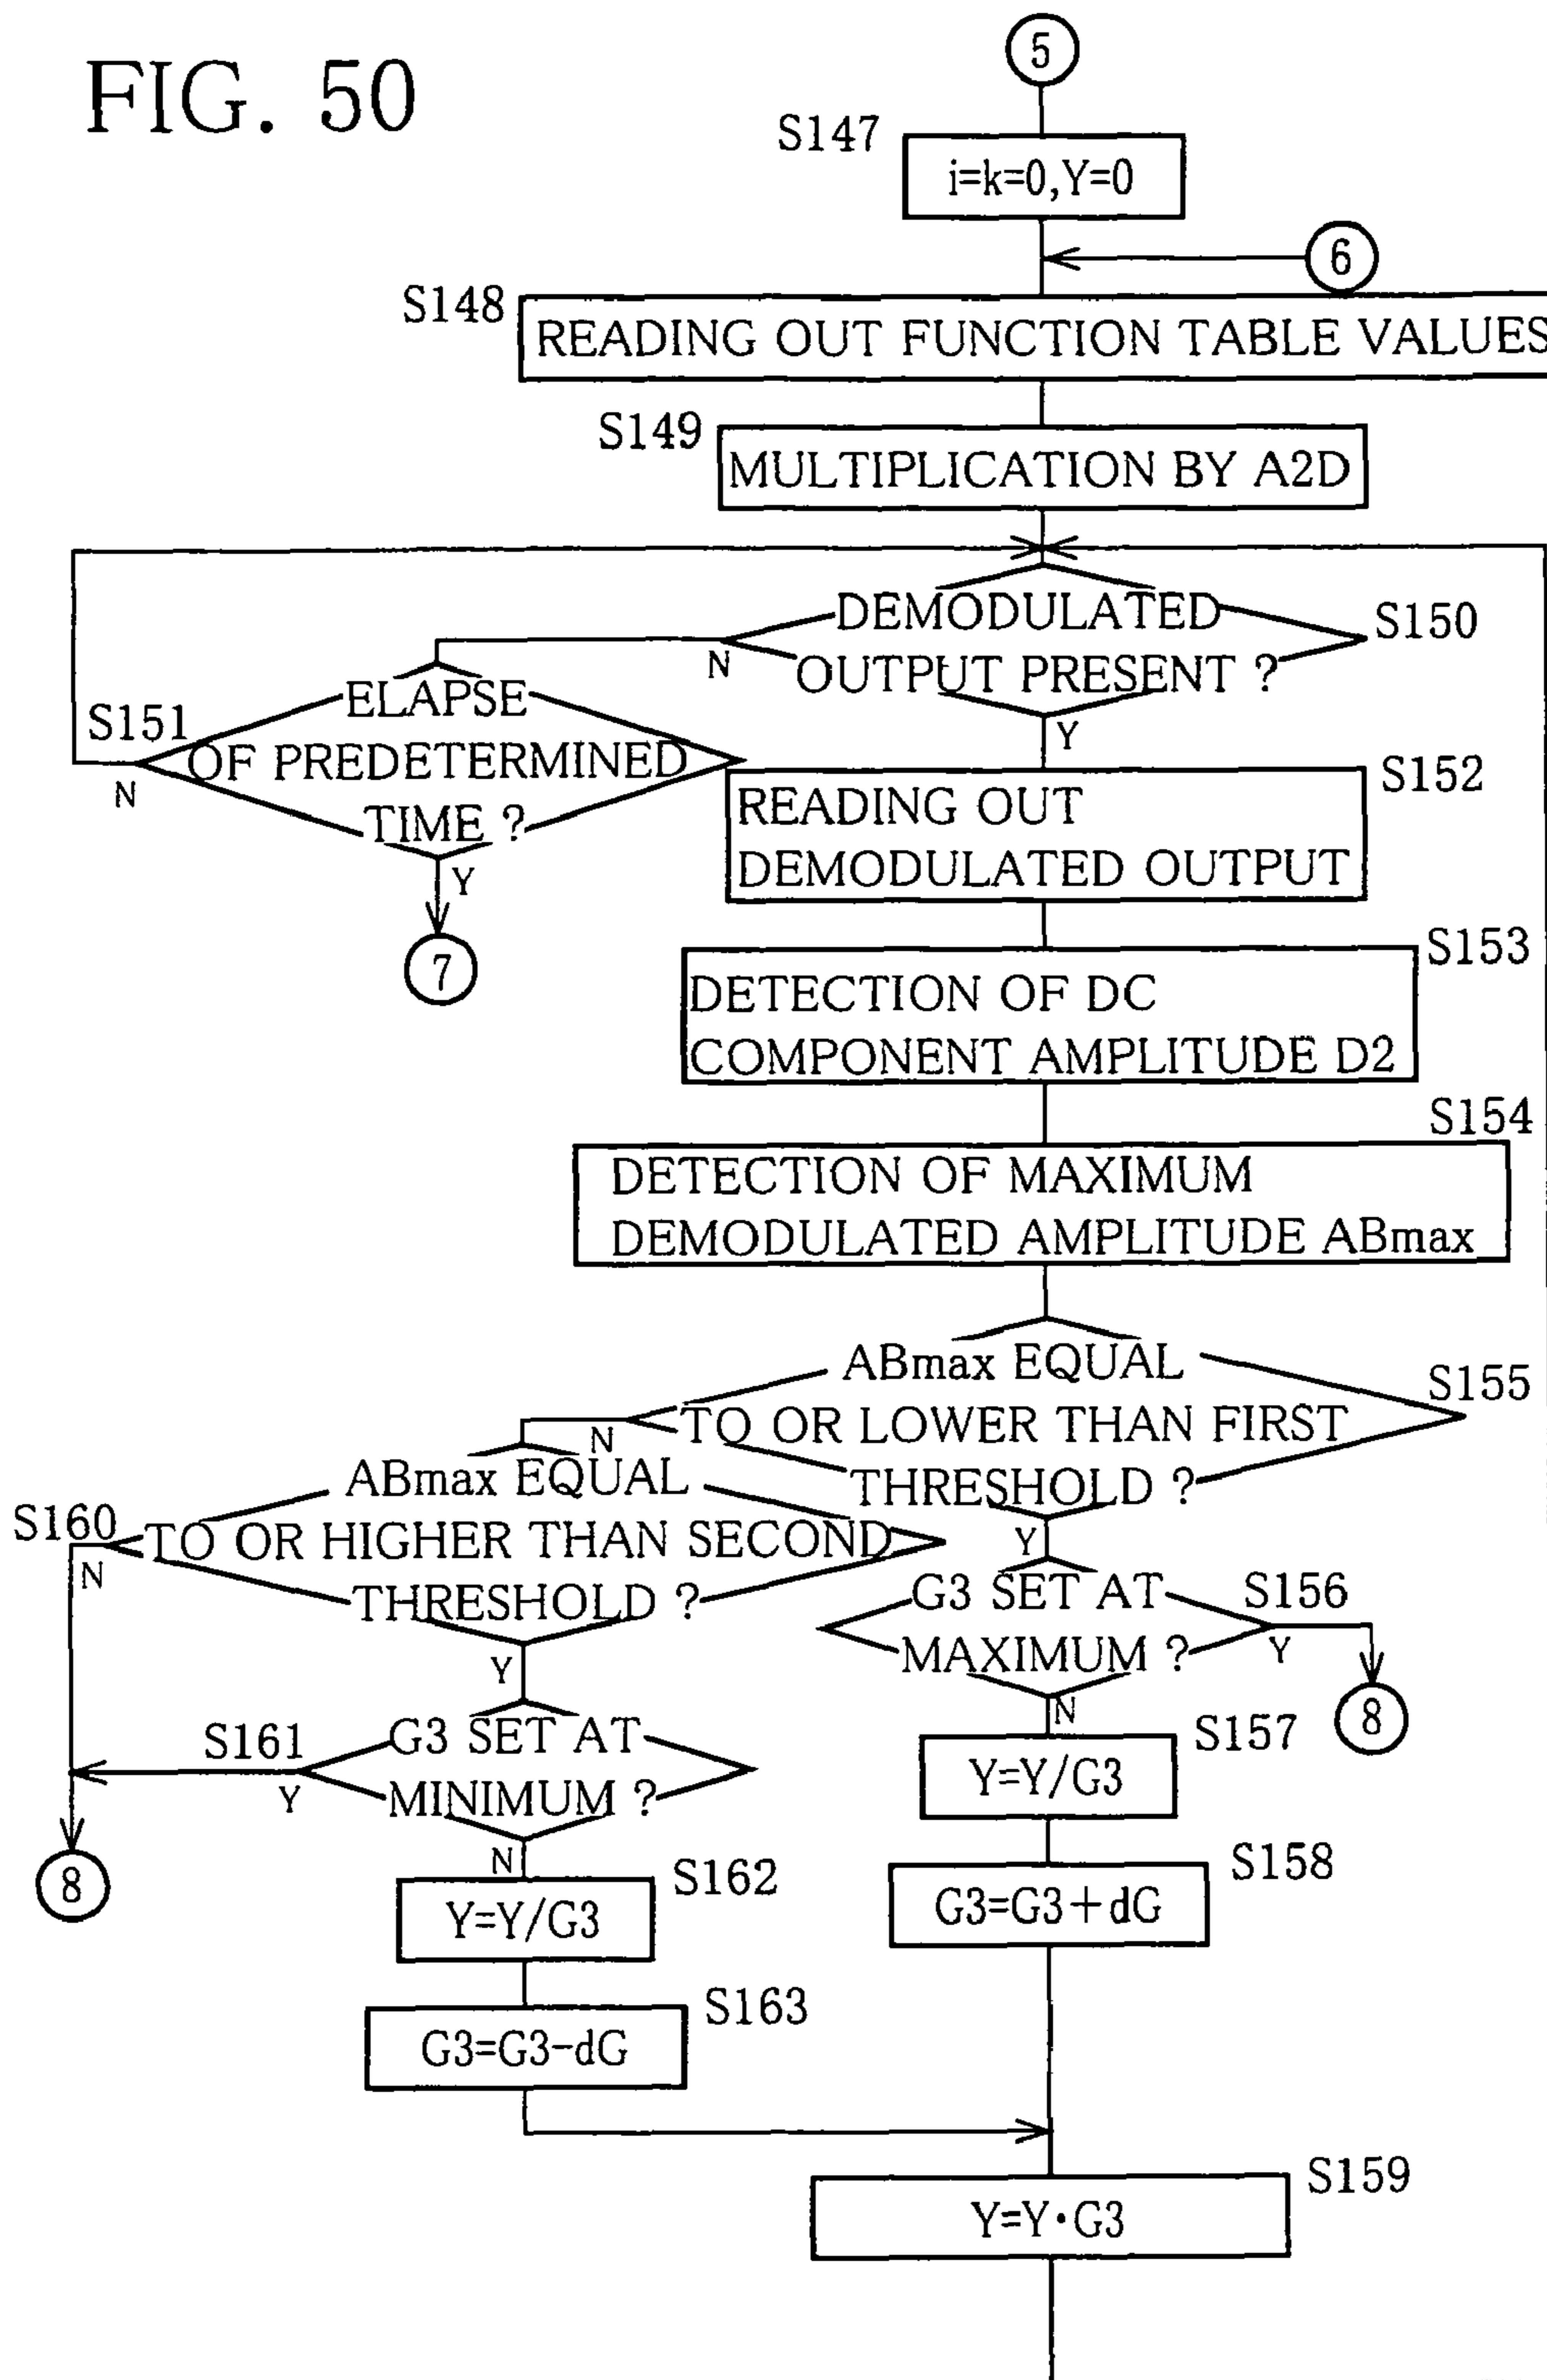 FIG. 50
5
S147
i=k=0,Y=0
6
S148
READING OUT FUNCTION TABLE VALUES
S149
MULTIPLICATION BY A2D
DEMODULATED
OUTPUT PRESENT ?
S150
N
Y
S151
ELAPSE
OF PREDETERMINED
TIME ?
N
Y
7
S152
READING OUT
DEMODULATED OUTPUT
S153
DETECTION OF DC
COMPONENT AMPLITUDE D2
S154
DETECTION OF MAXIMUM
DEMODULATED AMPLITUDE ABmax
ABmax EQUAL
TO OR LOWER THAN FIRST
THRESHOLD ?
S155
N
Y
S160
ABmax EQUAL
TO OR HIGHER THAN SECOND
THRESHOLD ?
N
Y
G3 SET AT
MAXIMUM ?
S156
Y
N
8
S161
G3 SET AT
MINIMUM ?
Y
N
8
S157
Y=Y/G3
S158
G3=G3+dG
S162
Y=Y/G3
S163
G3=G3-dG
S159
Y=Y·G3